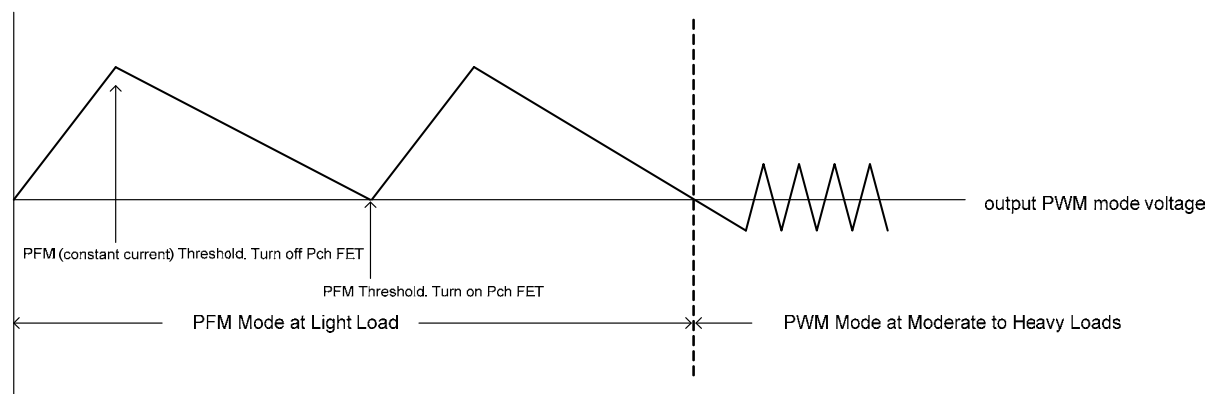 output PWM mode voltage
PFM (constant current) Threshold. Turn off Pch FET
PFM Threshold. Turn on Pch FET
PFM Mode at Light Load
PWM Mode at Moderate to Heavy Loads